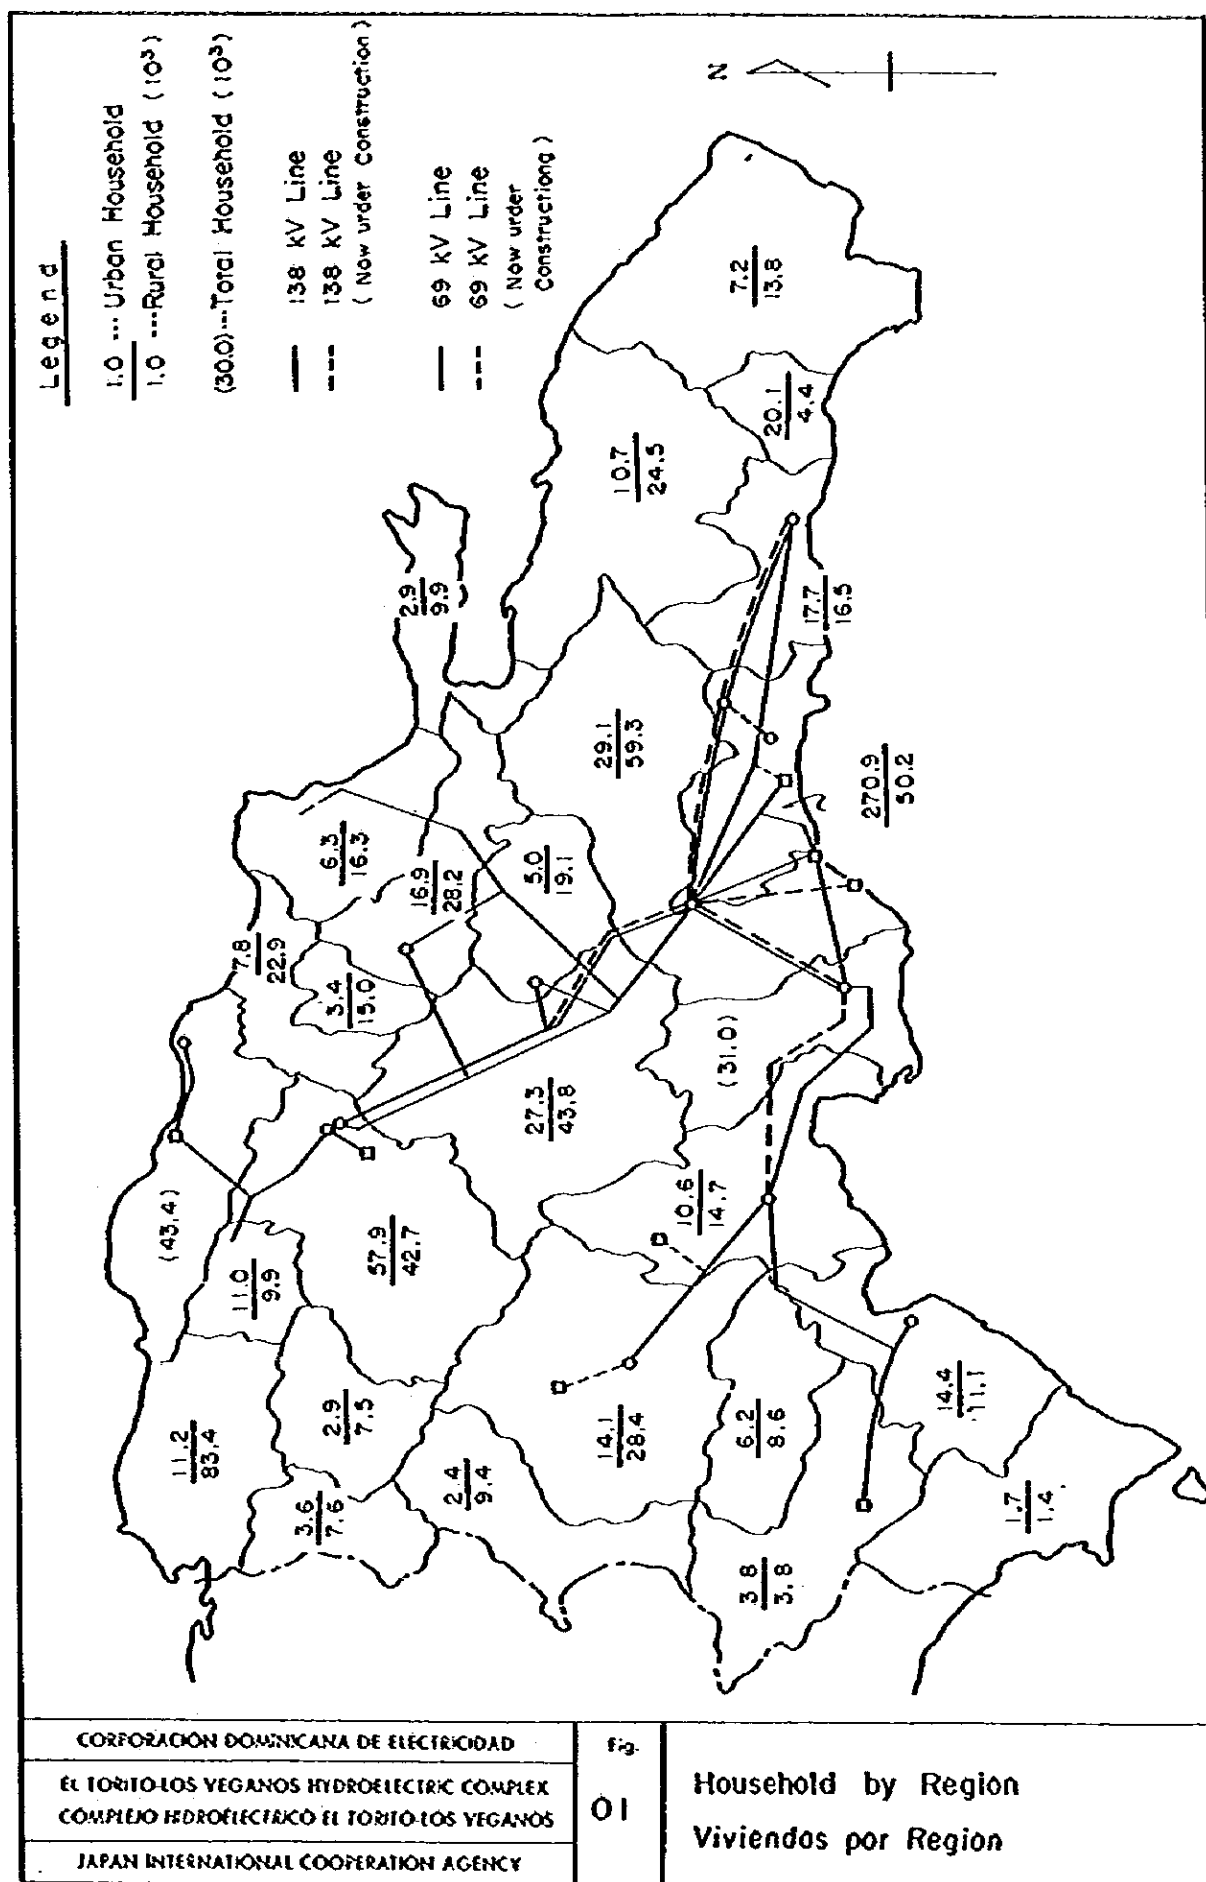 Legend
1.0 --- Urban Household
1.0 ---Rural Household (10³)
(30.0)---Total Household (10³)
138 kV Line
138 kV Line
(Now urder Construction)
69 kV Line
69 kV Line
(Now urder
Constructiong)
N
11.2
83.4
(43.4)
7.8
22.9
6.3
16.3
3.6
7.6
2.9
7.5
11.0
9.9
57.9
42.7
3.4
15.0
16.9
28.2
2.9
9.9
2.4
9.4
14.1
28.4
27.3
43.8
5.0
19.1
29.1
59.3
10.7
24.5
7.2
13.8
3.8
3.8
6.2
8.6
10.6
14.7
(31.0)
270.9
50.2
17.7
16.5
20.1
4.4
14.4
11.1
1.7
1.4
CORPORACIÓN DOMINICANA DE ELECTRICIDAD
EL TORITO-LOS VEGANOS HYDROELECTRIC COMPLEX
COMPLEJO HIDROELECTRICO EL TORITO-LOS VEGANOS
JAPAN INTERNATIONAL COOPERATION AGENCY
Fig.
01
Household by Region
Viviendas por Region